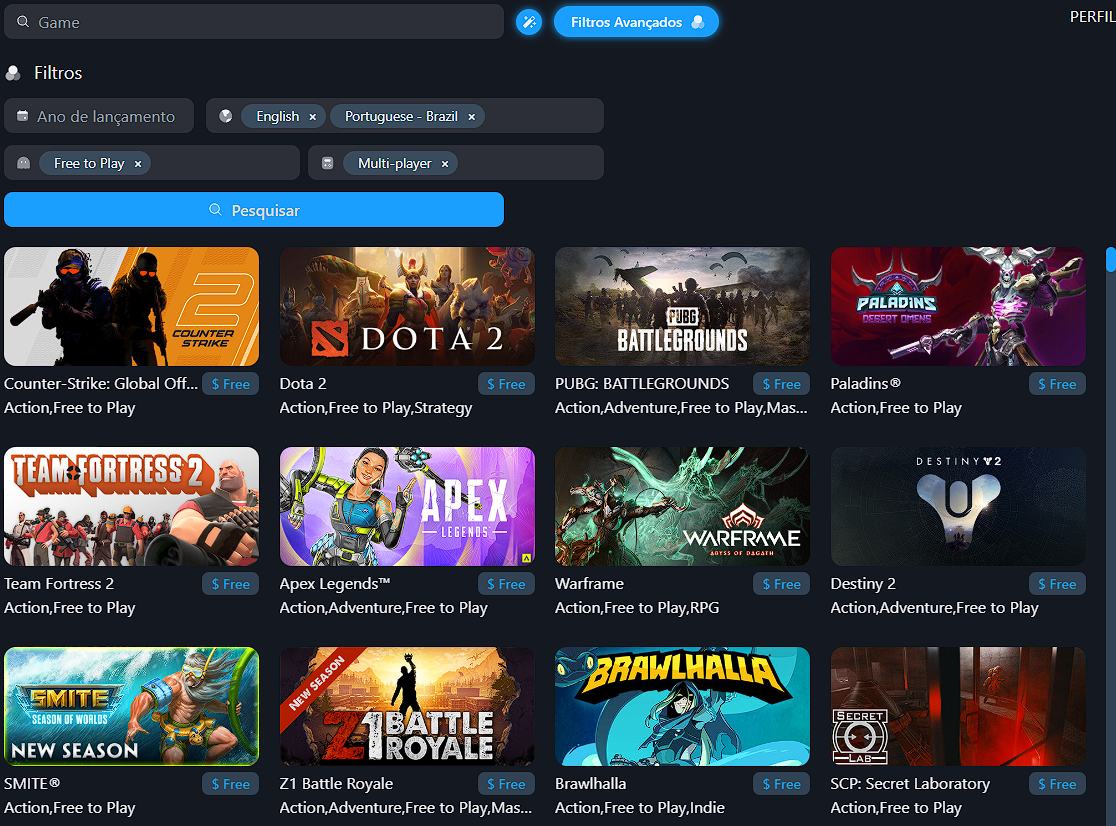 Game
Filtros Avançados
PERFIL
Filtros
Ano de lançamento
English ×
Portuguese - Brazil ×
Free to Play ×
Multi-player ×
Pesquisar
2
COUNTER
STRIKE
DOTA 2
PUBG
BATTLEGROUNDS
PALADINS
DESERT OMENS
Counter-Strike: Global Off...
$ Free
Dota 2
$ Free
PUBG: BATTLEGROUNDS
$ Free
Paladins®
$ Free
Action,Free to Play
Action,Free to Play,Strategy
Action,Adventure,Free to Play,Mas...
Action,Free to Play
TEAM FORTRESS 2
APEX
LEGENDS
WARFRAME
ABYSS OF DAGATH
DESTINY 2
Team Fortress 2
$ Free
Apex Legends™
$ Free
Warframe
$ Free
Destiny 2
$ Free
Action,Free to Play
Action,Adventure,Free to Play
Action,Free to Play,RPG
Action,Adventure,Free to Play
SMITE
SEASON OF WORLDS
NEW SEASON
NEW SEASON
Z1 BATTLE
ROYALE
BRAWLHALLA
SECRET
LAB
SMITE®
$ Free
Z1 Battle Royale
$ Free
Brawlhalla
$ Free
SCP: Secret Laboratory
$ Free
Action,Free to Play
Action,Adventure,Free to Play,Mas...
Action,Free to Play,Indie
Action,Free to Play